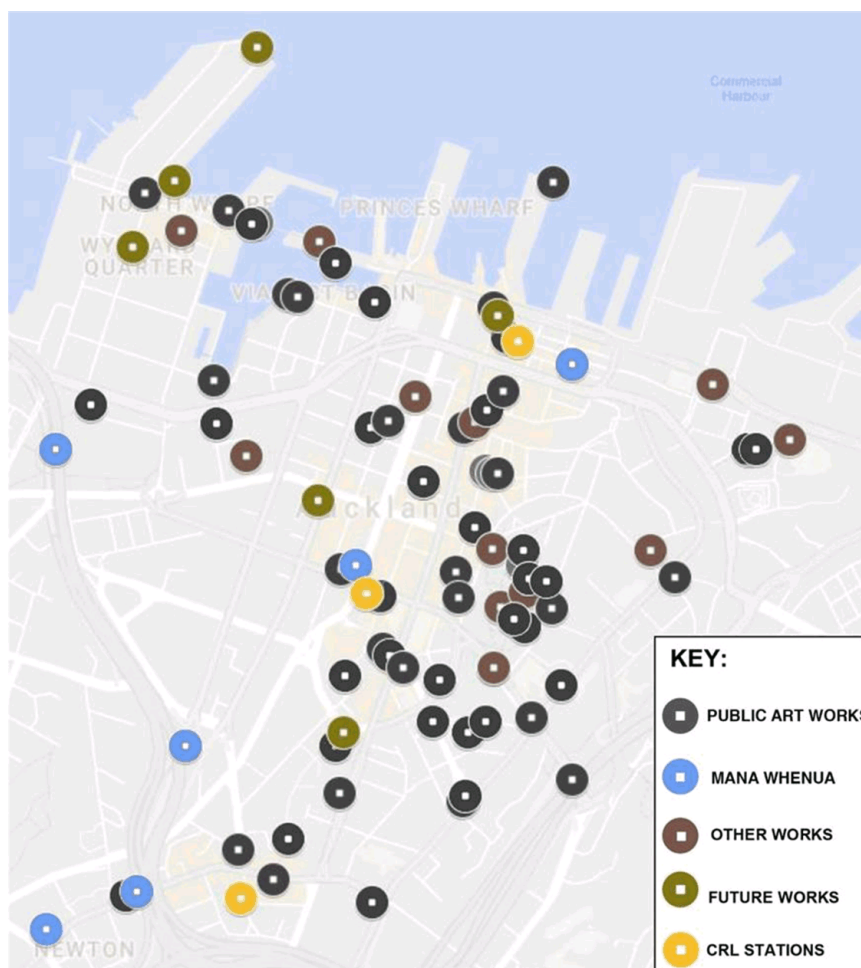 Commercial
Harbour
NORTH WHARF
PRINCES WHARF
WYNYARD
QUARTER
VIADUCT BASIN
Auckland
KEY:
PUBLIC ART WORKS
MANA WHENUA
OTHER WORKS
FUTURE WORKS
NEWTON
CRL STATIONS